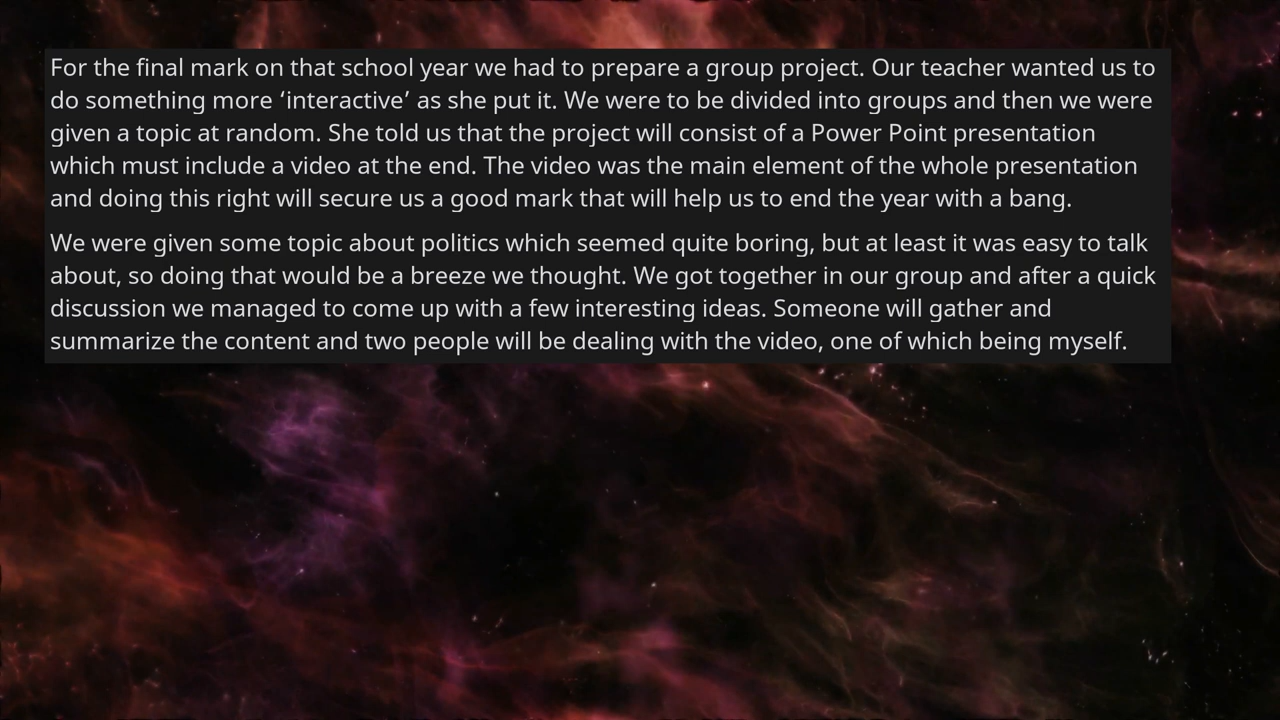 For the final mark on that school year we had to prepare a group project. Our teacher wanted us to
do something more ‘interactive’ as she put it. We were to be divided into groups and then we were
given a topic at random. She told us that the project will consist of a Power Point presentation
which must include a video at the end. The video was the main element of the whole presentation
and doing this right will secure us a good mark that will help us to end the year with a bang.
We were given some topic about politics which seemed quite boring, but at least it was easy to talk
about, so doing that would be a breeze we thought. We got together in our group and after a quick
discussion we managed to come up with a few interesting ideas. Someone will gather and
summarize the content and two people will be dealing with the video, one of which being myself.